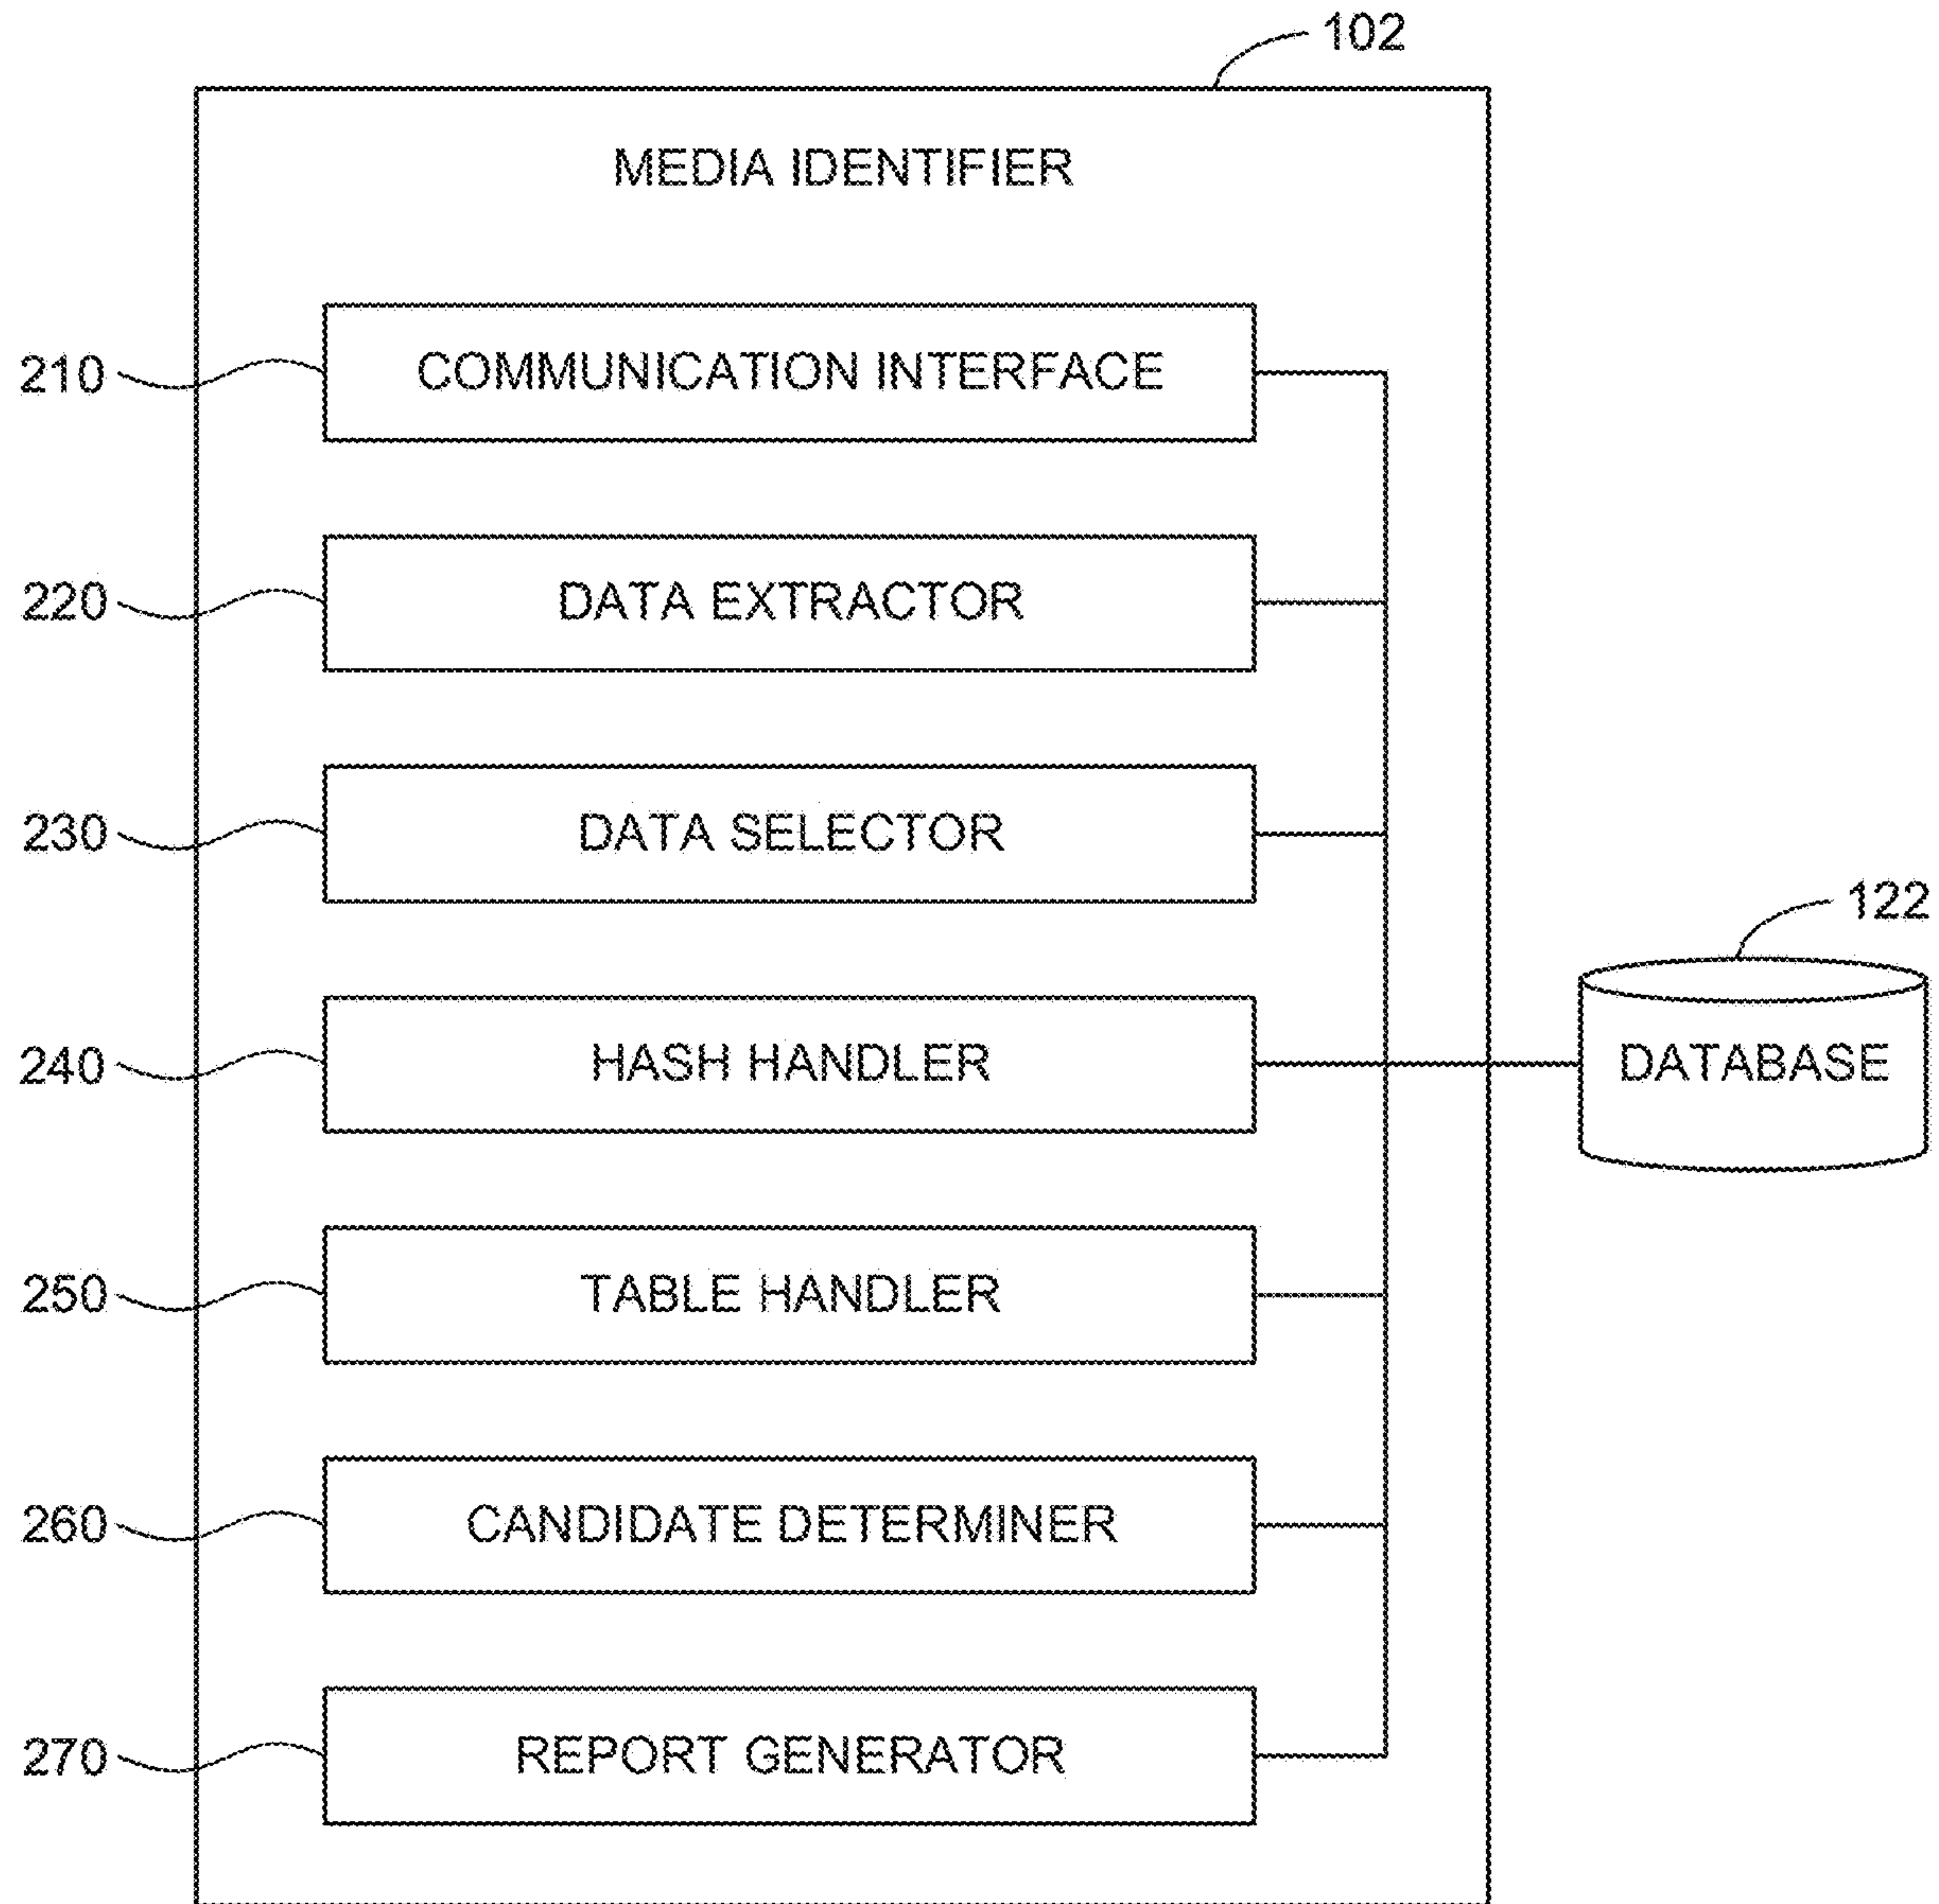 102
MEDIA IDENTIFIER
210 COMMUNICATION INTERFACE
220 DATA EXTRACTOR
230 DATA SELECTOR
122
240 HASH HANDLER DATABASE
250 TABLE HANDLER
260 CANDIDATE DETERMINER
270 REPORT GENERATOR